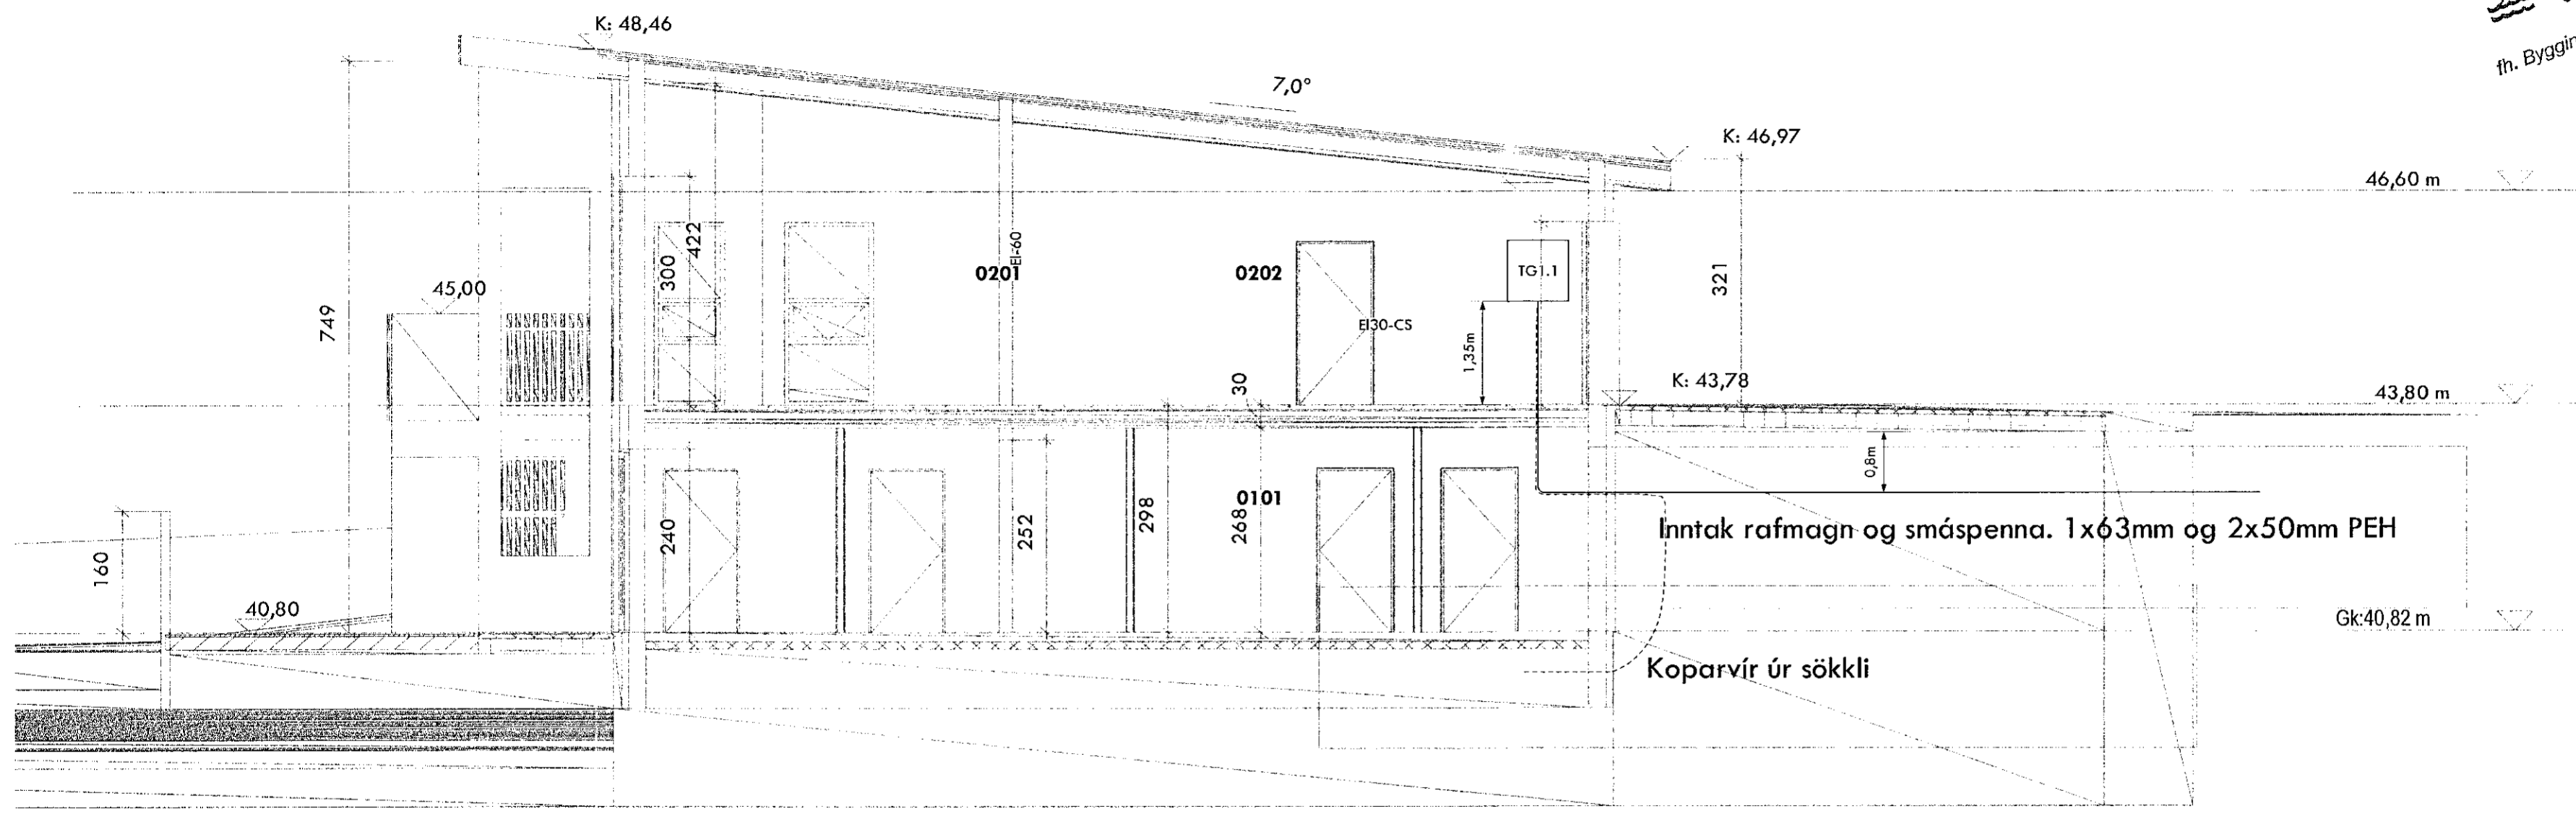 K: 48,46
fh. Byggin
7,0°
K: 46,97
46,60 m
422
EI-60
300
0201
0202
TG1.1
321
45,00
749
EI30-CS
1,35m
30
K: 43,78
43,80 m
0,8m
240
252
298
268
0101
Inntak rafmagn og smáspenna. 1x63mm og 2x50mm PEH
160
40,80
Gk:40,82 m
Koparvír úr sökkli